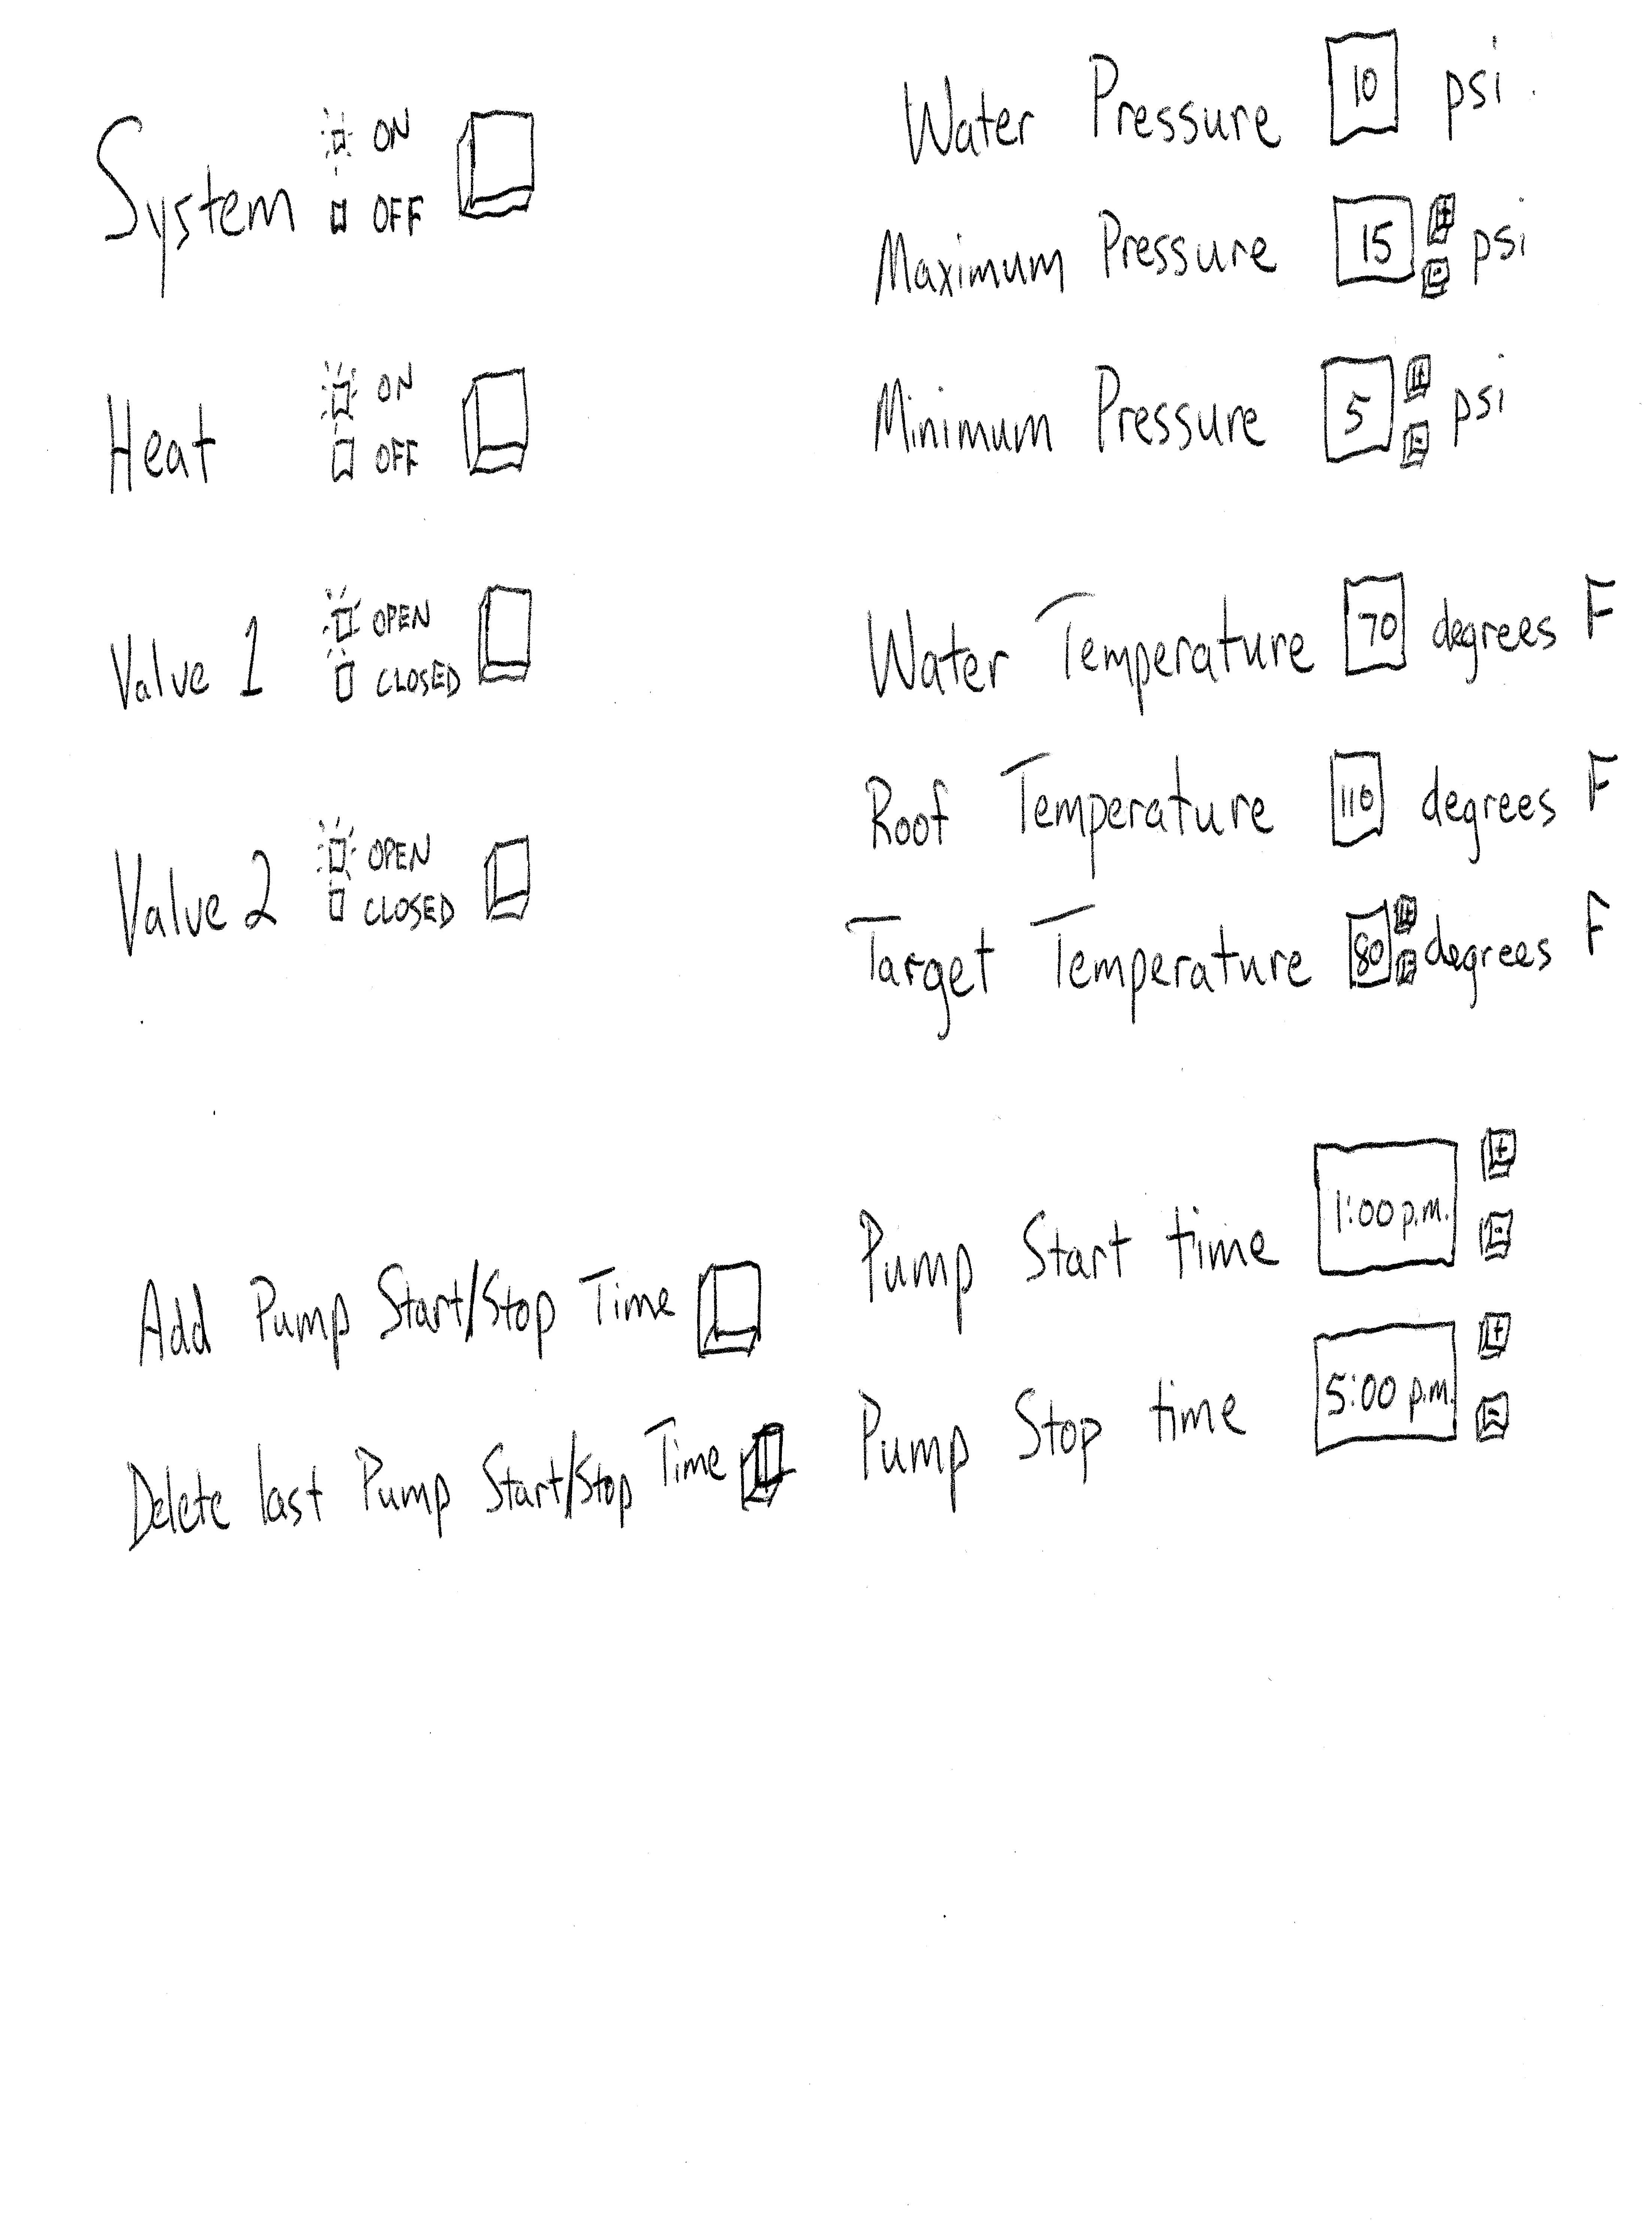 System ON
OFF
Heat ON
OFF
Valve 1 OPEN
CLOSED
Valve 2 OPEN
CLOSED
Water Pressure 10 psi
Maximum Pressure 15 + - psi
Minimum Pressure 5 + - psi
Water Temperature 70 degrees F
Roof Temperature 110 degrees F
Target Temperature 80 + - degrees F
Add Pump Start/Stop Time
Delete last Pump Start/Stop Time
Pump Start time 1:00 p.m. + -
Pump Stop time 5:00 p.m. + -